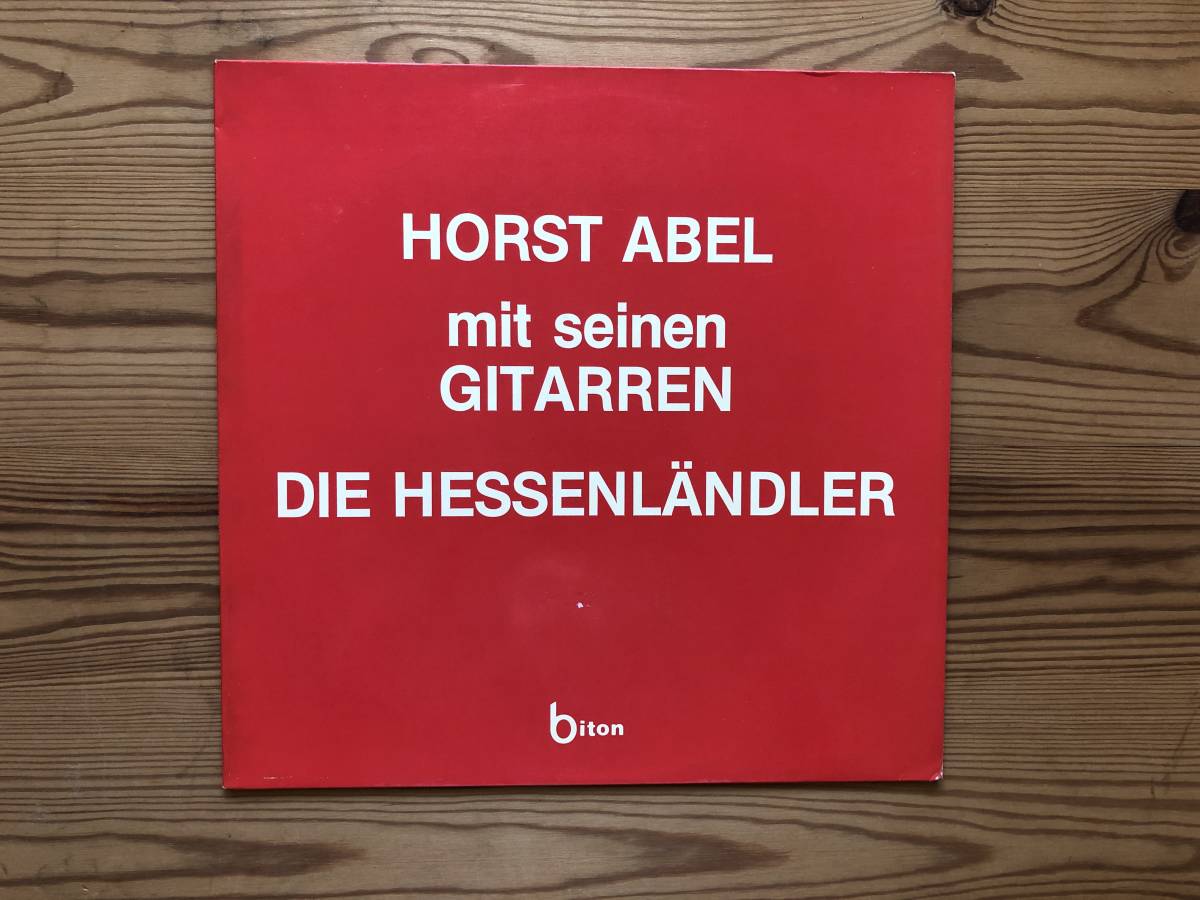 HORST ABEL
mit seinen
GITARREN
DIE HESSENLÄNDLER
biton